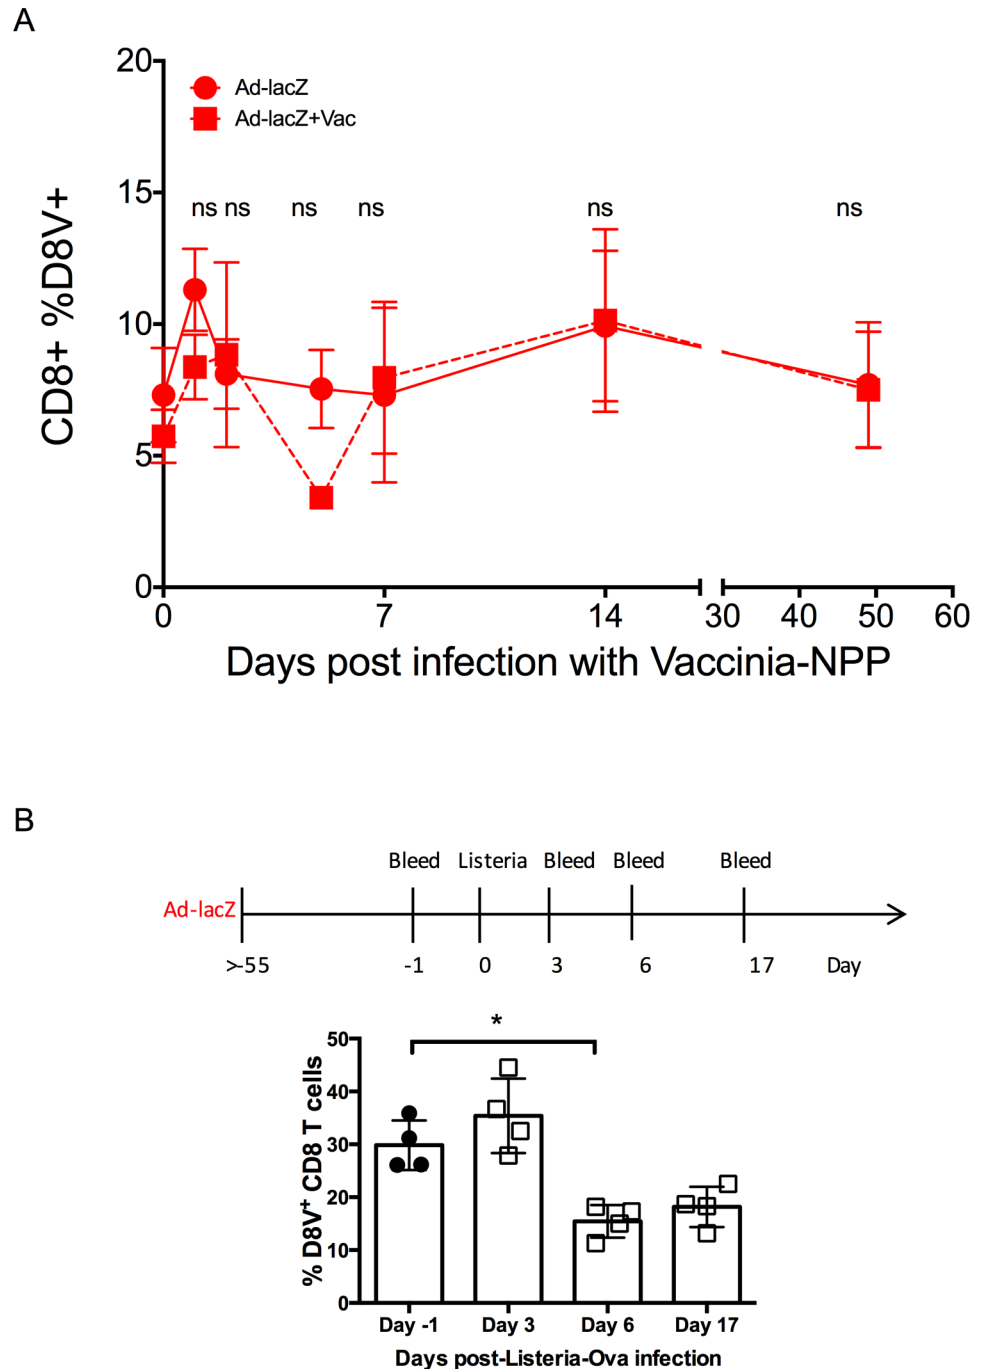 A
20
Ad-lacZ
Ad-lacZ+Vac
15
ns ns ns ns ns ns
CD8+ %D8V+
10
5
0
0 7 14 30 40 50 60
Days post infection with Vaccinia-NPP
B
Bleed Listeria Bleed Bleed Bleed
Ad-lacZ
>-55 -1 0 3 6 17 Day
*
50
40
30
20
10
0
% D8V+ CD8 T cells
Day -1 Day 3 Day 6 Day 17
Days post-Listeria-Ova infection